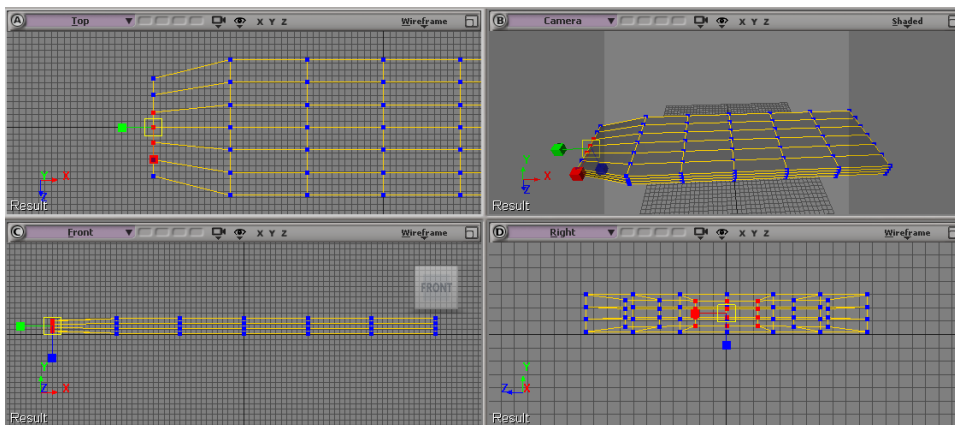 A Top X Y Z Wireframe
Y X
Z
Result
B Camera X Y Z Shaded
Y
X
Z
Result
C Front X Y Z Wireframe
FRONT
Y
Z X
Result
D Right X Y Z Wireframe
Y
Z X
Result